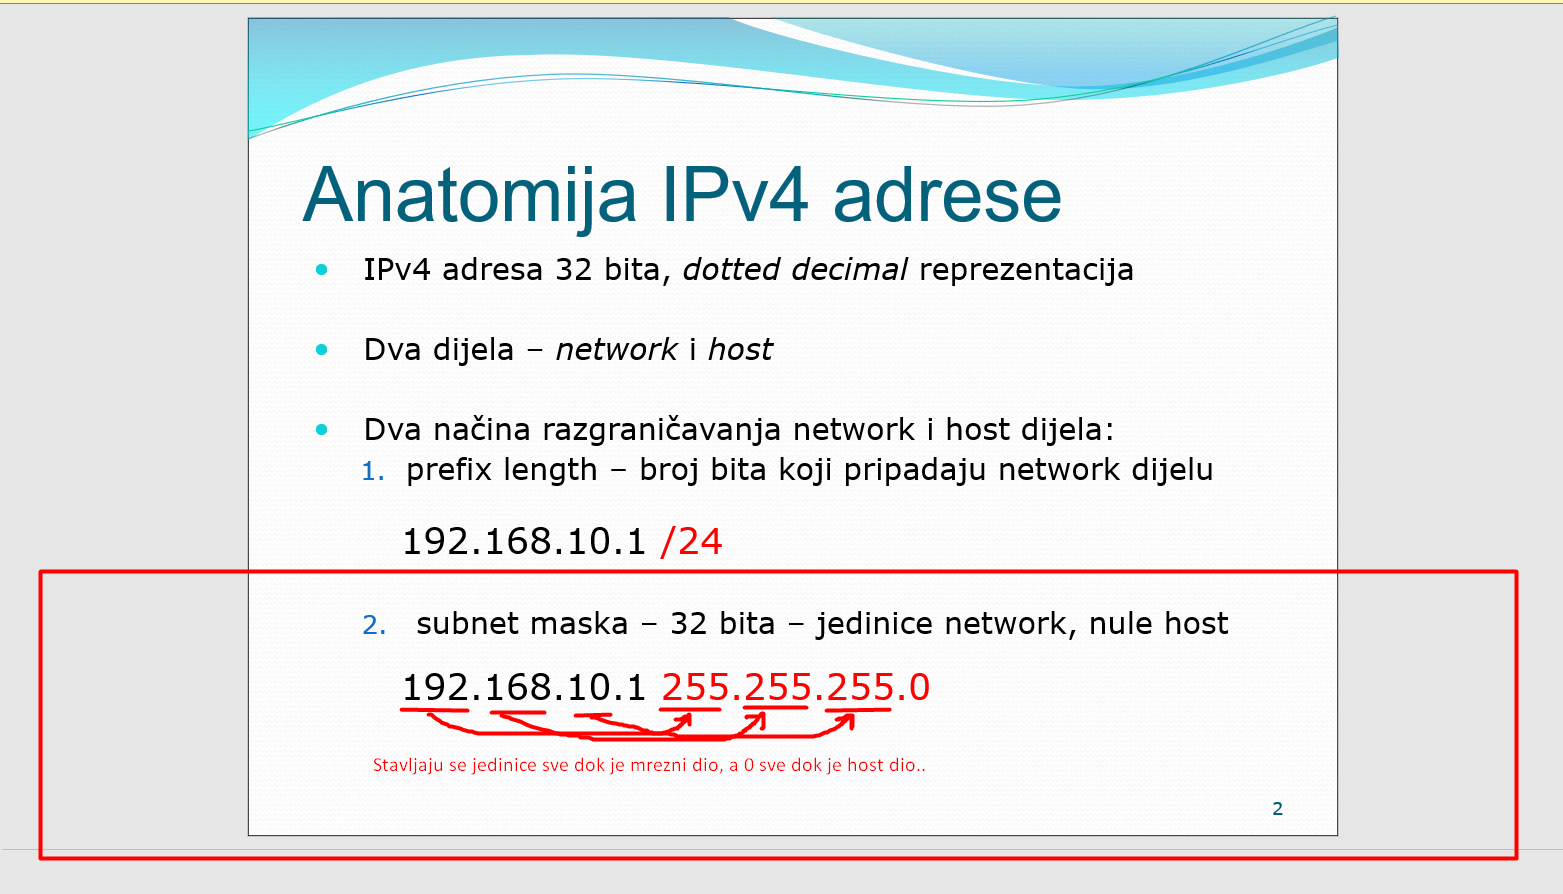 Anatomija IPv4 adrese
IPv4 adresa 32 bita, dotted decimal reprezentacija
Dva dijela – network i host
Dva načina razgraničavanja network i host dijela:
1. prefix length – broj bita koji pripadaju network dijelu
192.168.10.1 /24
2. subnet maska – 32 bita – jedinice network, nule host
192.168.10.1 255.255.255.0
Stavljaju se jedinice sve dok je mrezni dio, a 0 sve dok je host dio..
2